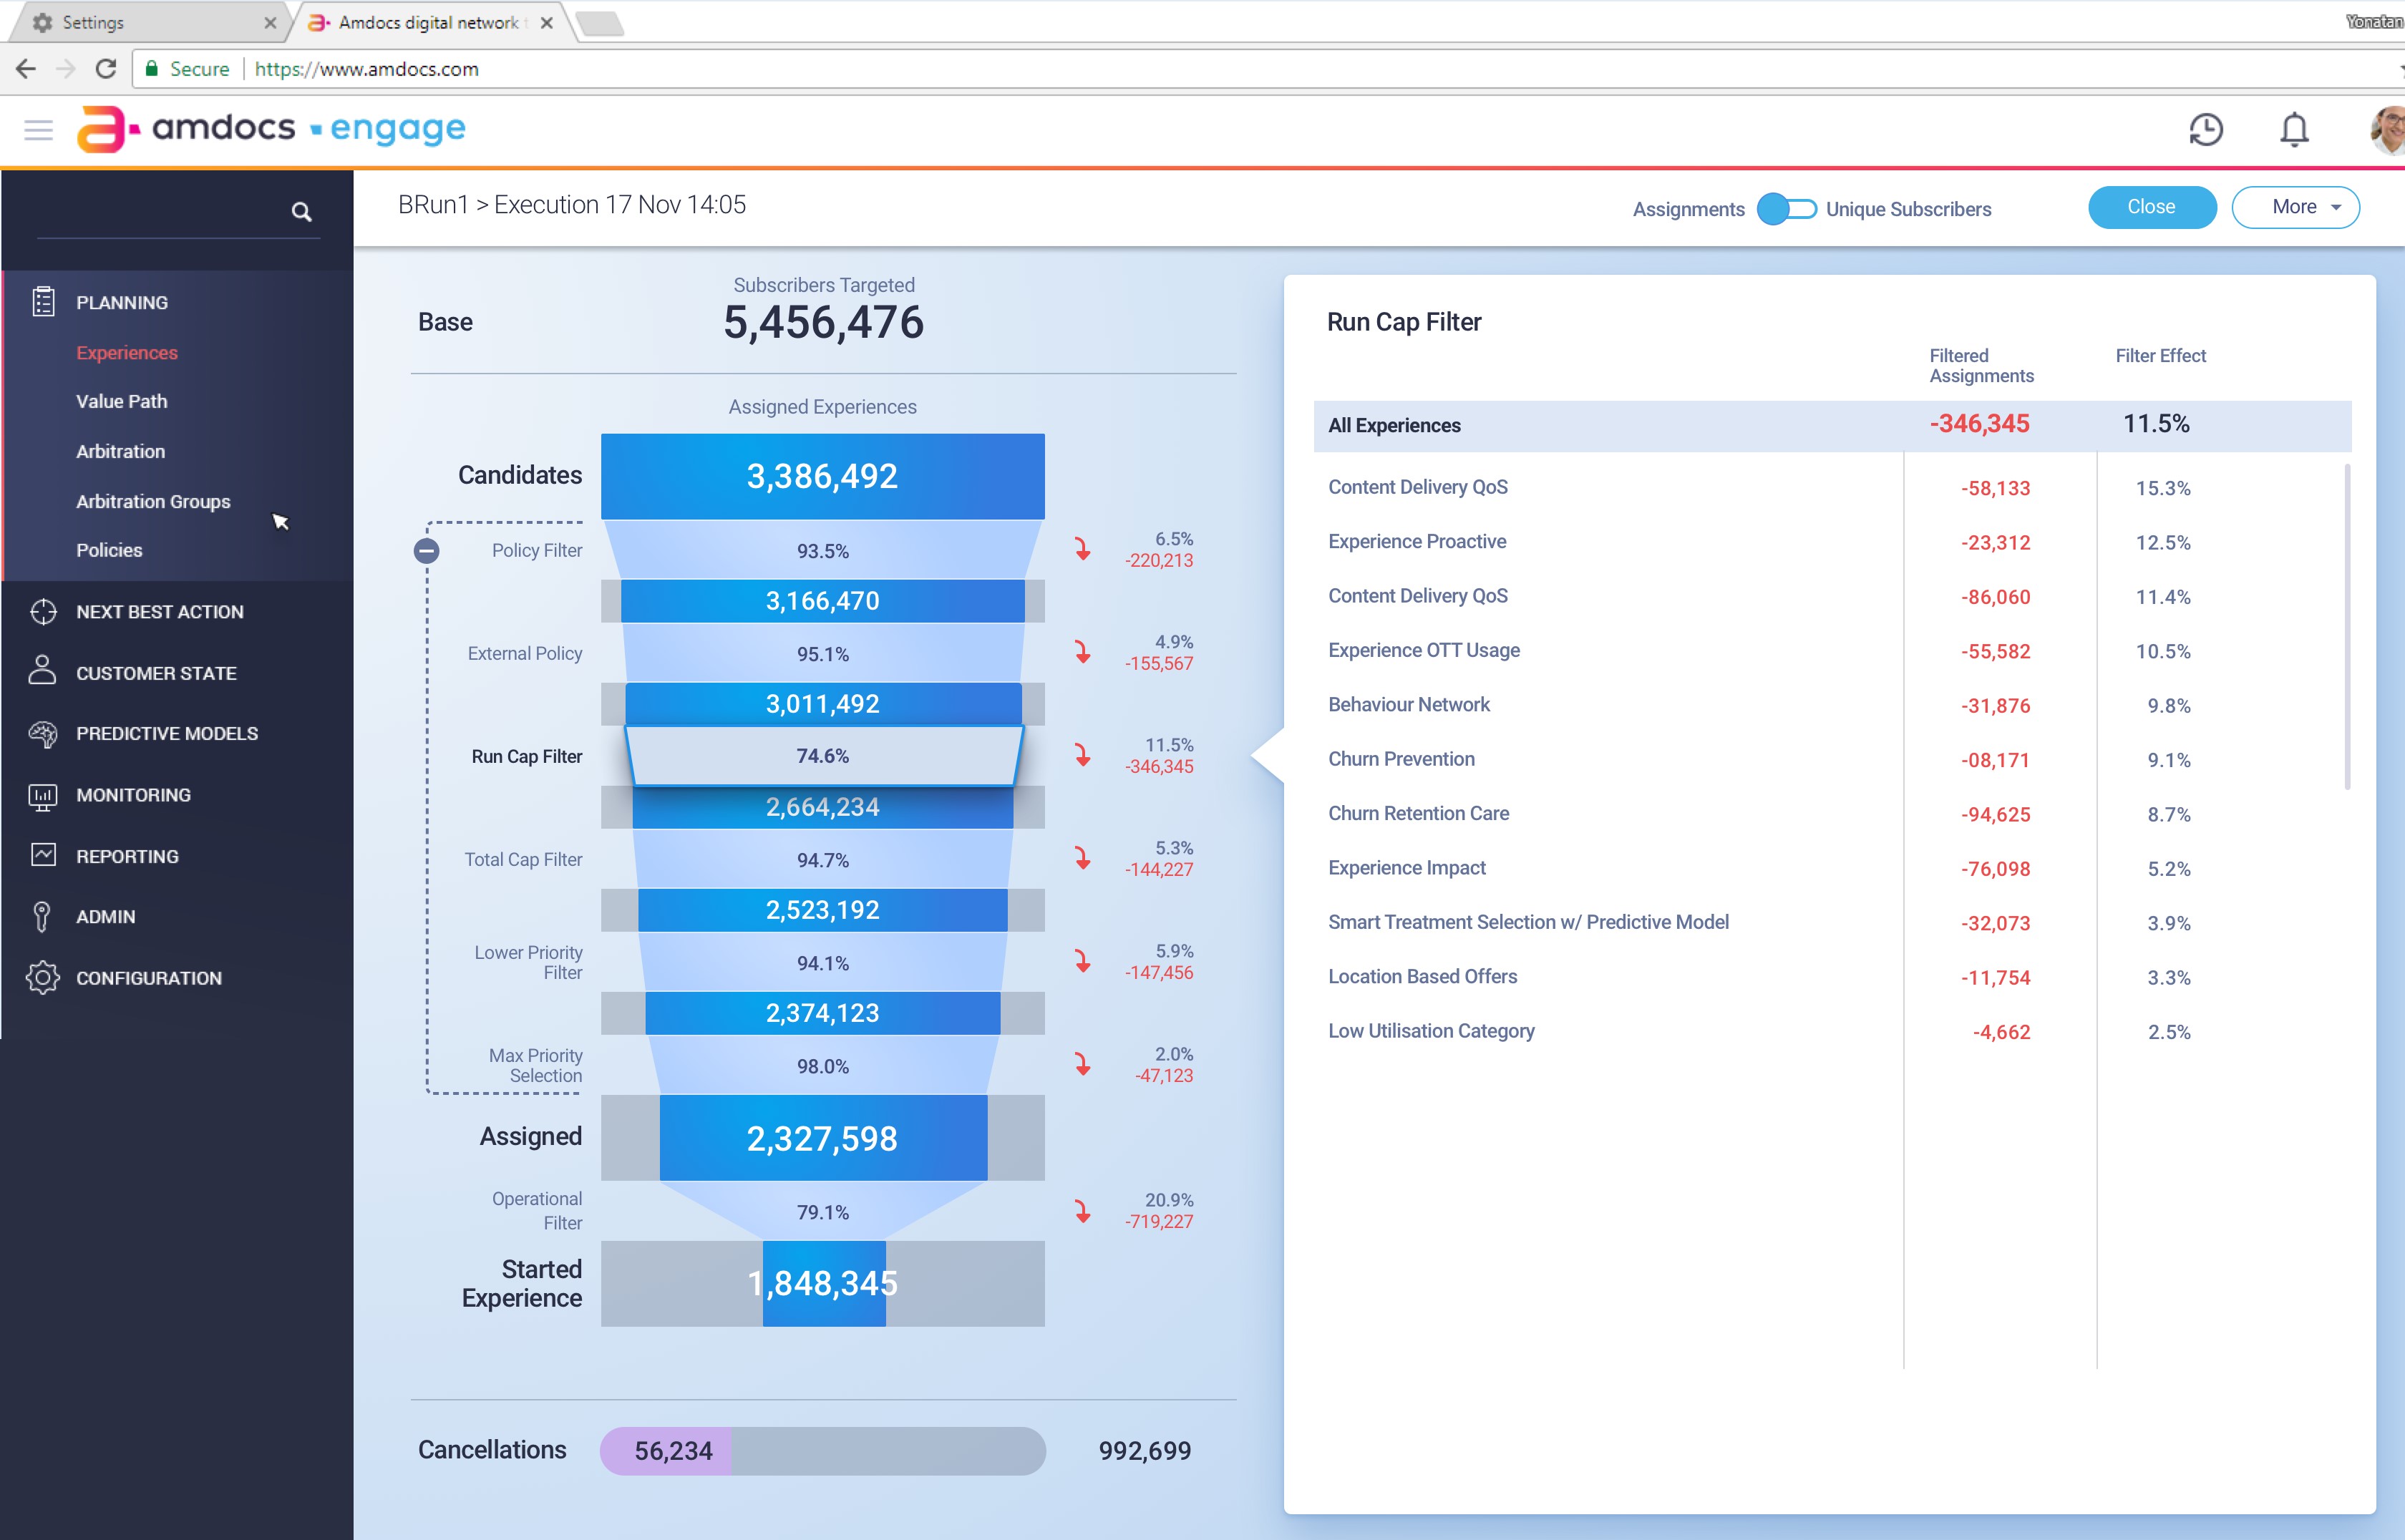 Settings
Amdocs digital network
Yonatan
Secure
https://www.amdocs.com
amdocs engage
BRun1 > Execution 17 Nov 14:05
Assignments
Unique Subscribers
Close
More
PLANNING
Experiences
Value Path
Arbitration
Arbitration Groups
Policies
NEXT BEST ACTION
CUSTOMER STATE
PREDICTIVE MODELS
MONITORING
REPORTING
ADMIN
CONFIGURATION
Base
Subscribers Targeted
5,456,476
Assigned Experiences
Candidates
3,386,492
Policy Filter
93.5%
6.5%
-220,213
3,166,470
External Policy
95.1%
4.9%
-155,567
3,011,492
Run Cap Filter
74.6%
11.5%
-346,345
2,664,234
Total Cap Filter
94.7%
5.3%
-144,227
2,523,192
Lower Priority
Filter
94.1%
5.9%
-147,456
2,374,123
Max Priority
Selection
98.0%
2.0%
-47,123
Assigned
2,327,598
Operational
Filter
79.1%
20.9%
-719,227
Started
Experience
1,848,345
Cancellations
56,234
992,699
Run Cap Filter
Filtered
Assignments
Filter Effect
All Experiences -346,345 11.5%
Content Delivery QoS -58,133 15.3%
Experience Proactive -23,312 12.5%
Content Delivery QoS -86,060 11.4%
Experience OTT Usage -55,582 10.5%
Behaviour Network -31,876 9.8%
Churn Prevention -08,171 9.1%
Churn Retention Care -94,625 8.7%
Experience Impact -76,098 5.2%
Smart Treatment Selection w/ Predictive Model -32,073 3.9%
Location Based Offers -11,754 3.3%
Low Utilisation Category -4,662 2.5%